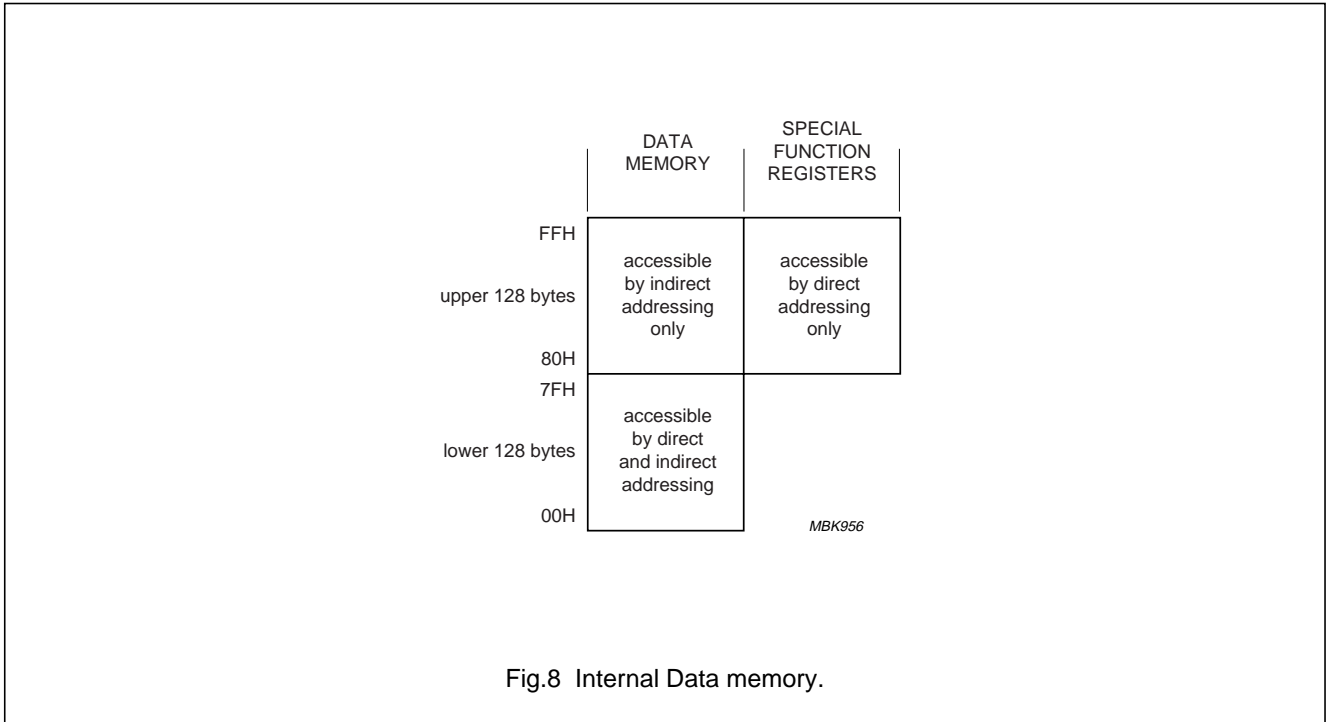 DATA
MEMORY
SPECIAL
FUNCTION
REGISTERS
FFH
upper 128 bytes
80H
accessible
by indirect
addressing
only
accessible
by direct
addressing
only
7FH
lower 128 bytes
00H
accessible
by direct
and indirect
addressing
MBK956
Fig.8 Internal Data memory.